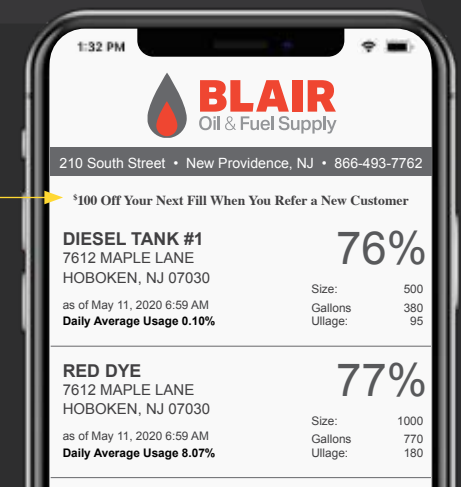 1:32 PM
BLAIR
Oil & Fuel Supply
210 South Street • New Providence, NJ • 866-493-7762
$100 Off Your Next Fill When You Refer a New Customer
DIESEL TANK #1 76%
7612 MAPLE LANE
HOBOKEN, NJ 07030
Size: 500
as of May 11, 2020 6:59 AM Gallons 380
Daily Average Usage 0.10% Ullage: 95
RED DYE 77%
7612 MAPLE LANE
HOBOKEN, NJ 07030
Size: 1000
as of May 11, 2020 6:59 AM Gallons 770
Daily Average Usage 8.07% Ullage: 180